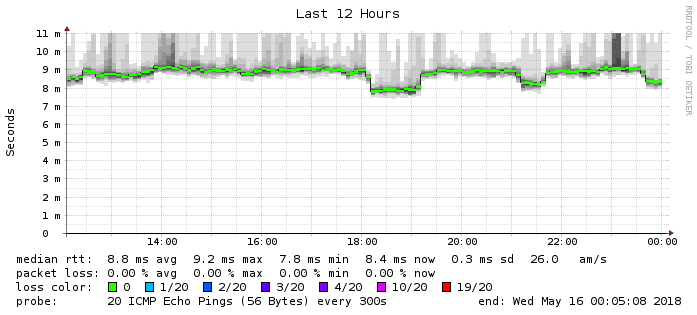 Last 12 Hours
RRDTOOL / TOBI OETIKER
Seconds
11 m
10 m
9 m
8 m
7 m
6 m
5 m
4 m
3 m
2 m
1 m
0
14:00 16:00 18:00 20:00 22:00 00:00
median rtt: 8.8 ms avg 9.2 ms max 7.8 ms min 8.4 ms now 0.3 ms sd 26.0 am/s
packet loss: 0.00 % avg 0.00 % max 0.00 % min 0.00 % now
loss color: 0 1/20 2/20 3/20 4/20 10/20 19/20
probe: 20 ICMP Echo Pings (56 Bytes) every 300s end: Wed May 16 00:05:08 2018